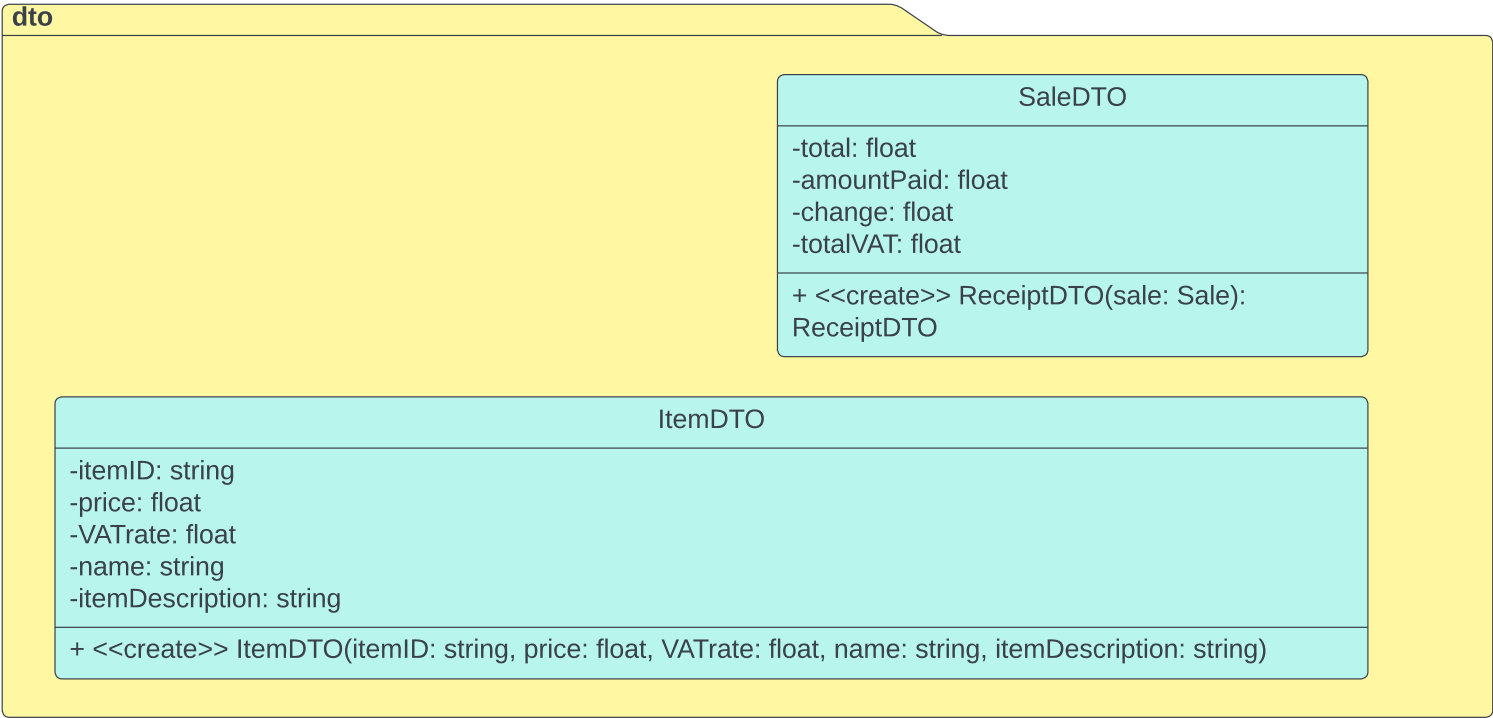 dto
SaleDTO
-total: float
-amountPaid: float
-change: float
-totalVAT: float
+ <<create>> ReceiptDTO(sale: Sale):
ReceiptDTO
ItemDTO
-itemID: string
-price: float
-VATrate: float
-name: string
-itemDescription: string
+ <<create>> ItemDTO(itemID: string, price: float, VATrate: float, name: string, itemDescription: string)